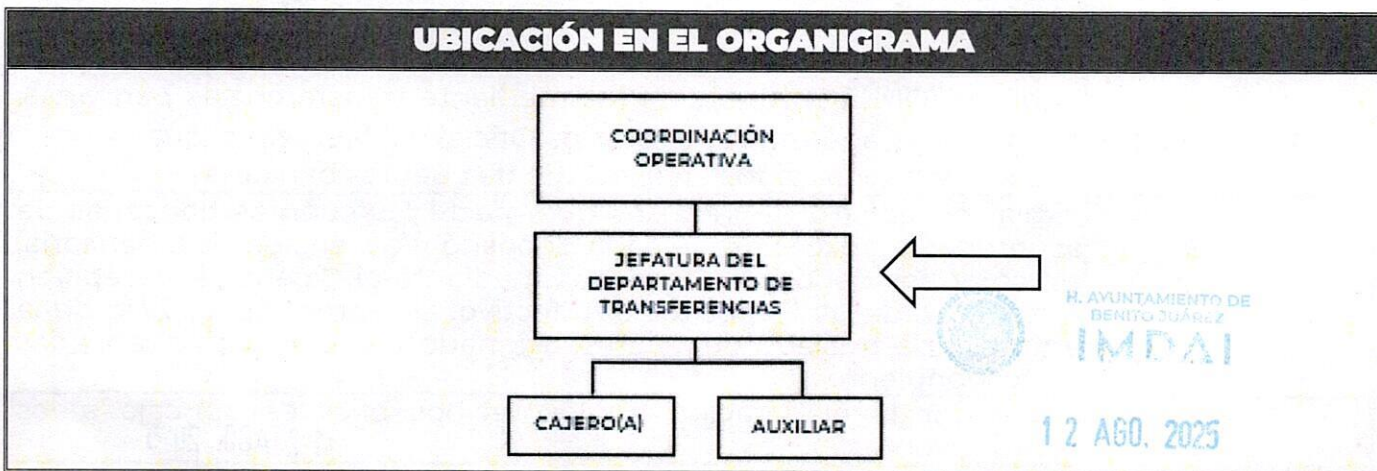 UBICACIÓN EN EL ORGANIGRAMA
COORDINACIÓN
OPERATIVA
JEFATURA DEL
DEPARTAMENTO DE
TRANSFERENCIAS
H. AYUNTAMIENTO DE
BENITO JUÁREZ
IMDAI
CAJERO(A)
AUXILIAR
12 AGO. 2025